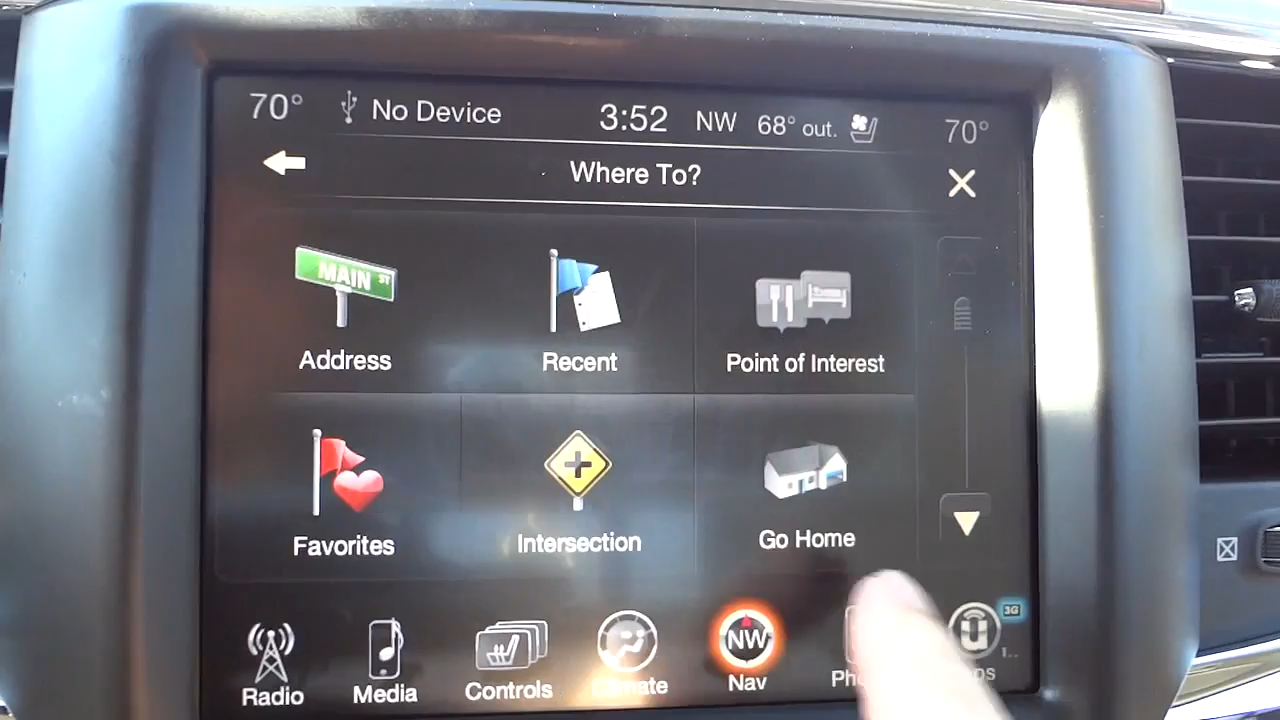 70° No Device 3:52 NW 68° out. 70°
Where To?
MAIN ST
Address Recent Point of Interest
Favorites Intersection Go Home
NW
3G
Radio Media Controls Climate Nav